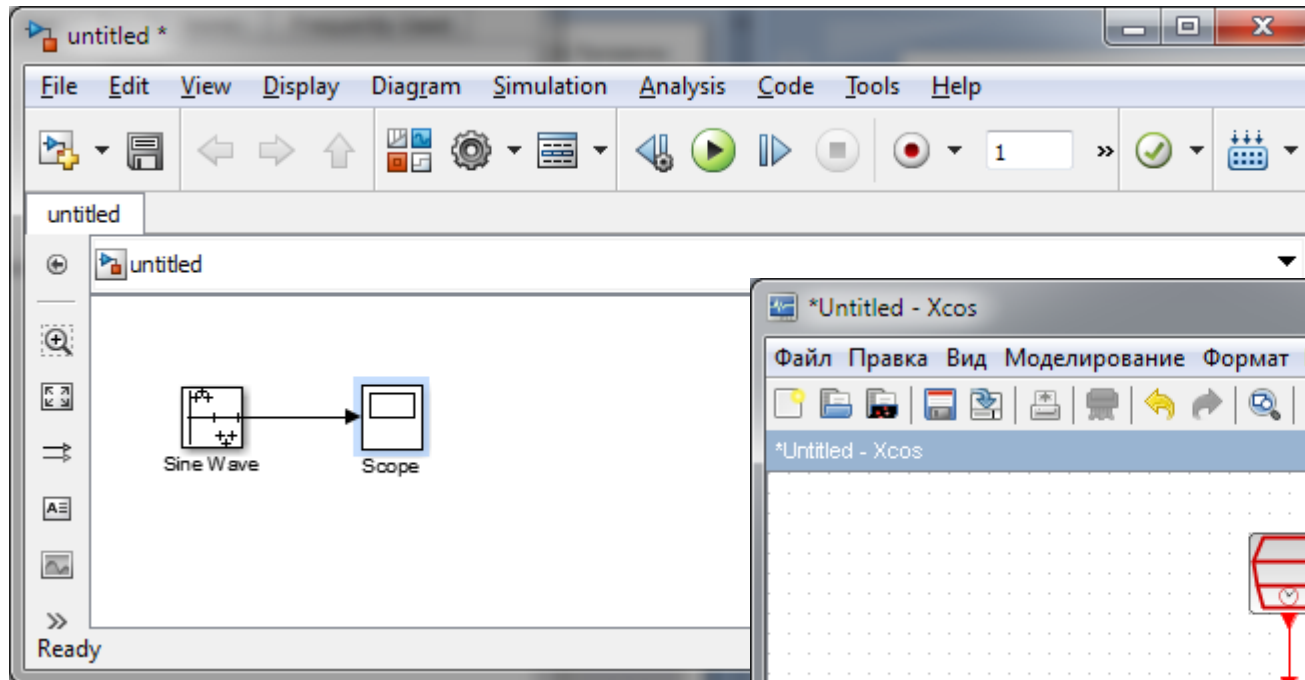 untitled *
File Edit View Display Diagram Simulation Analysis Code Tools Help
1 »
untitled
untitled
Sine Wave
Scope
A
»
Ready
*Untitled - Xcos
Файл Правка Вид Моделирование Формат
*Untitled - Xcos